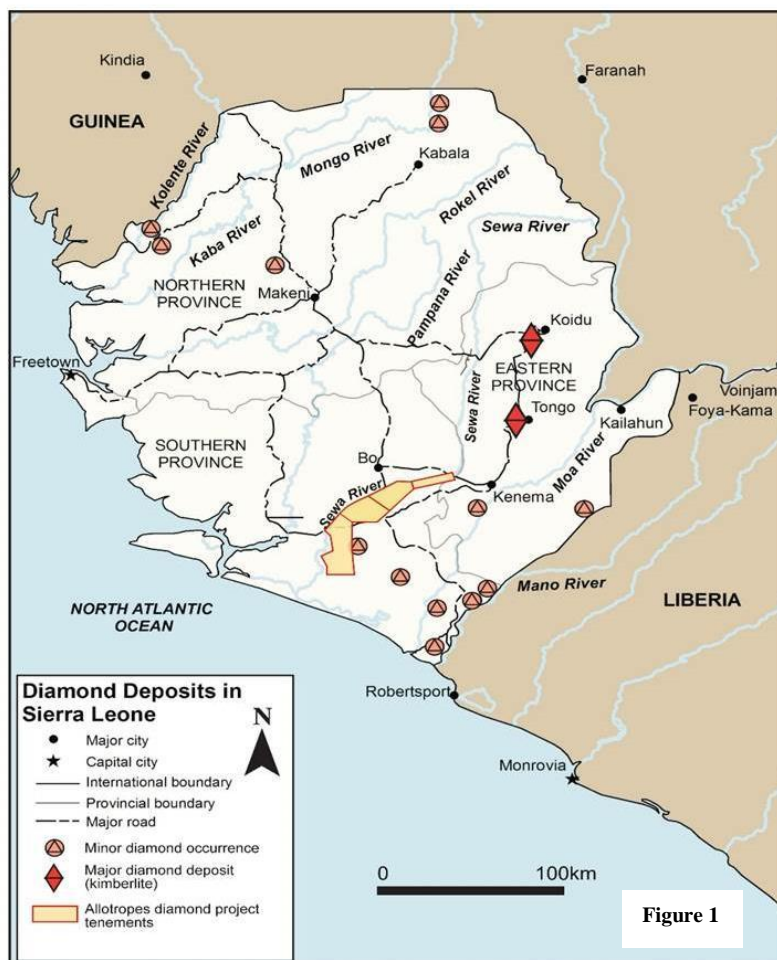 Kindia
Faranah
GUINEA
Kolente River
Mongo River
Kabala
Rokel River
Sewa River
Kaba River
NORTHERN
PROVINCE
Makeni
Pampana River
Koidu
Freetown
EASTERN
PROVINCE
Sewa River
Tongo
Voinjam
Foya-Kama
Kailahun
SOUTHERN
PROVINCE
Bo
Moa River
Sewa River
Kenema
Mano River
NORTH ATLANTIC
OCEAN
LIBERIA
Robertsport
Monrovia
Diamond Deposits in
Sierra Leone
N
Major city
Capital city
International boundary
Provincial boundary
Major road
Minor diamond occurrence
Major diamond deposit
(kimberlite)
Allotropes diamond project
tenements
0 100km
Figure 1